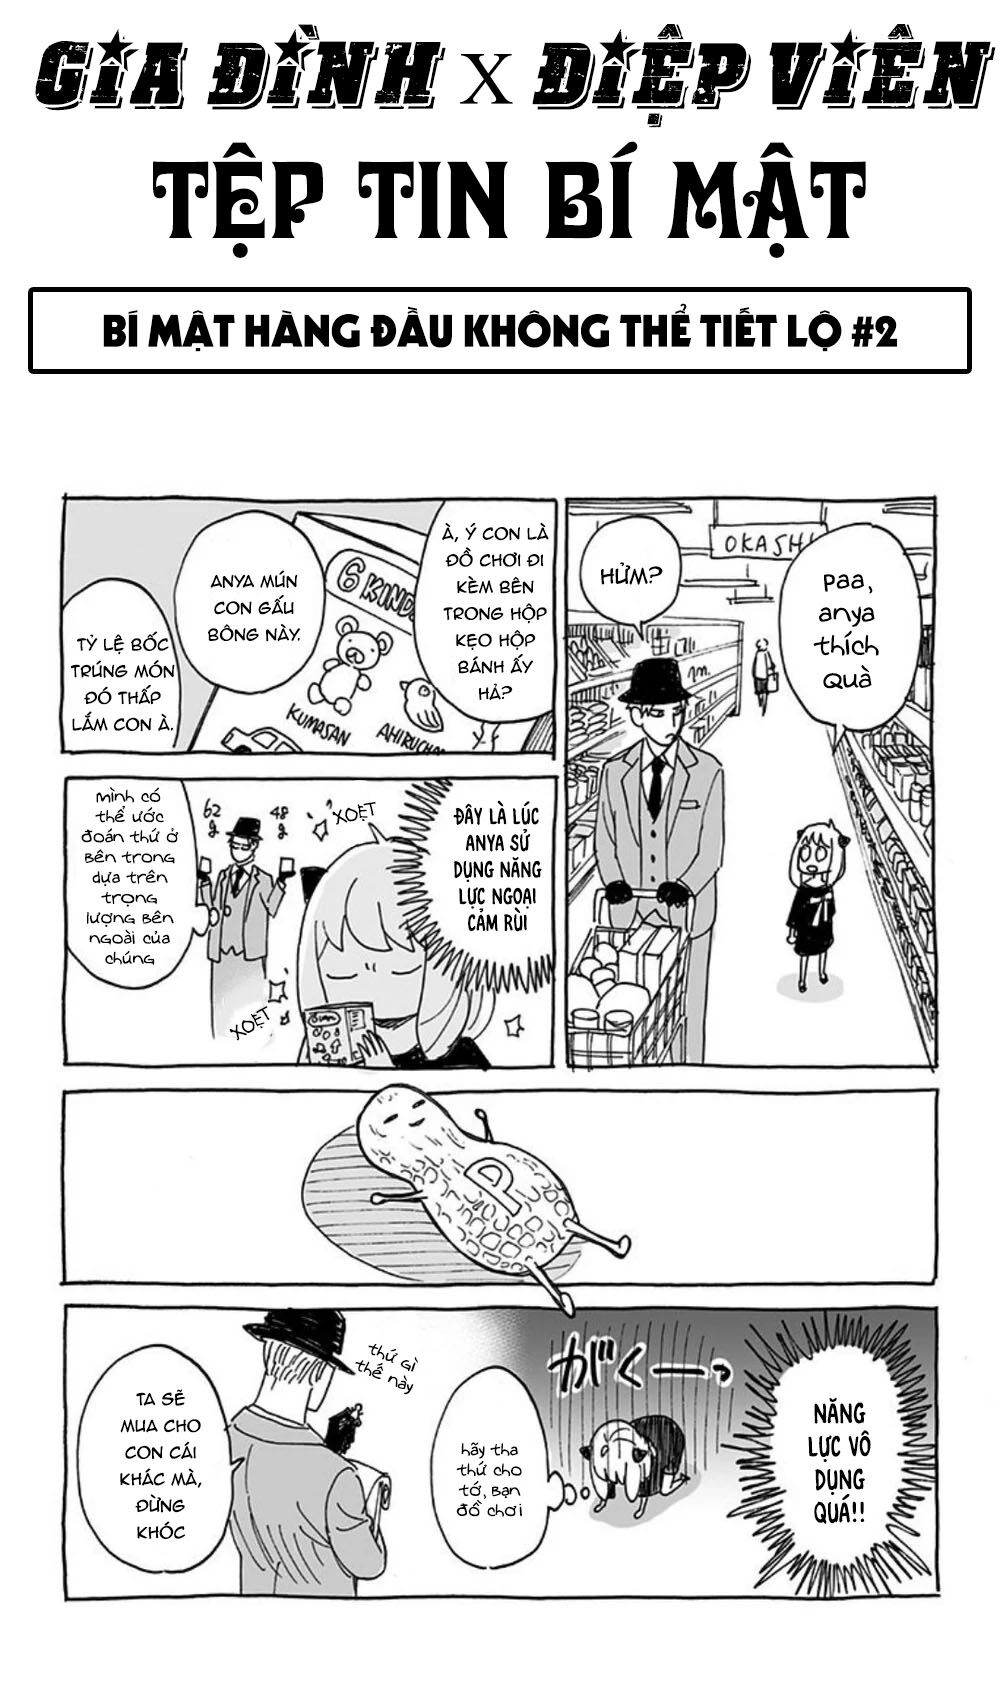 GIA ĐÌNH X ĐIỆP VIÊN
TỆP TIN BÍ MẬT
BÍ MẬT HÀNG ĐẦU KHÔNG THỂ TIẾT LỘ #2
OKASHI
Paa,
anya
thích
quà
HỬM?
À, Ý CON LÀ
ĐỒ CHƠI ĐI
KÈM BÊN
TRONG HỘP
KẸO HỘP
BÁNH ẤY
HẢ?
ANYA MÚN
CON GẤU
BÔNG NÀY.
6 KINDS
KUMASAN
AHIRUCHAN
TỶ LỆ BỐC
TRÚNG MÓN
ĐÓ THẤP
LẮM CON À.
ĐÂY LÀ LÚC
ANYA SỬ
DỤNG NĂNG
LỰC NGOẠI
CẢM RÙI
XOẸT
62
g
48
g
mình có
thể ước
đoán thứ ở
bên trong
dựa trên
trọng
lượng bên
ngoài của
chúng
XOẸT
P
NĂNG
LỰC VÔ
DỤNG
QUÁ!!
がくーっ
hãy tha
thứ cho
tớ, bạn
đồ chơi
thứ gì
thế này
TA SẼ
MUA CHO
CON CÁI
KHÁC MÀ,
ĐỪNG
KHÓC